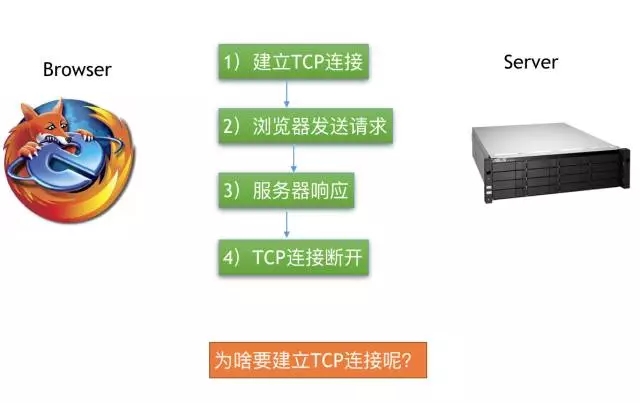 Browser
Server
1）建立TCP连接
2）浏览器发送请求
3）服务器响应
4）TCP连接断开
为啥要建立TCP连接呢？